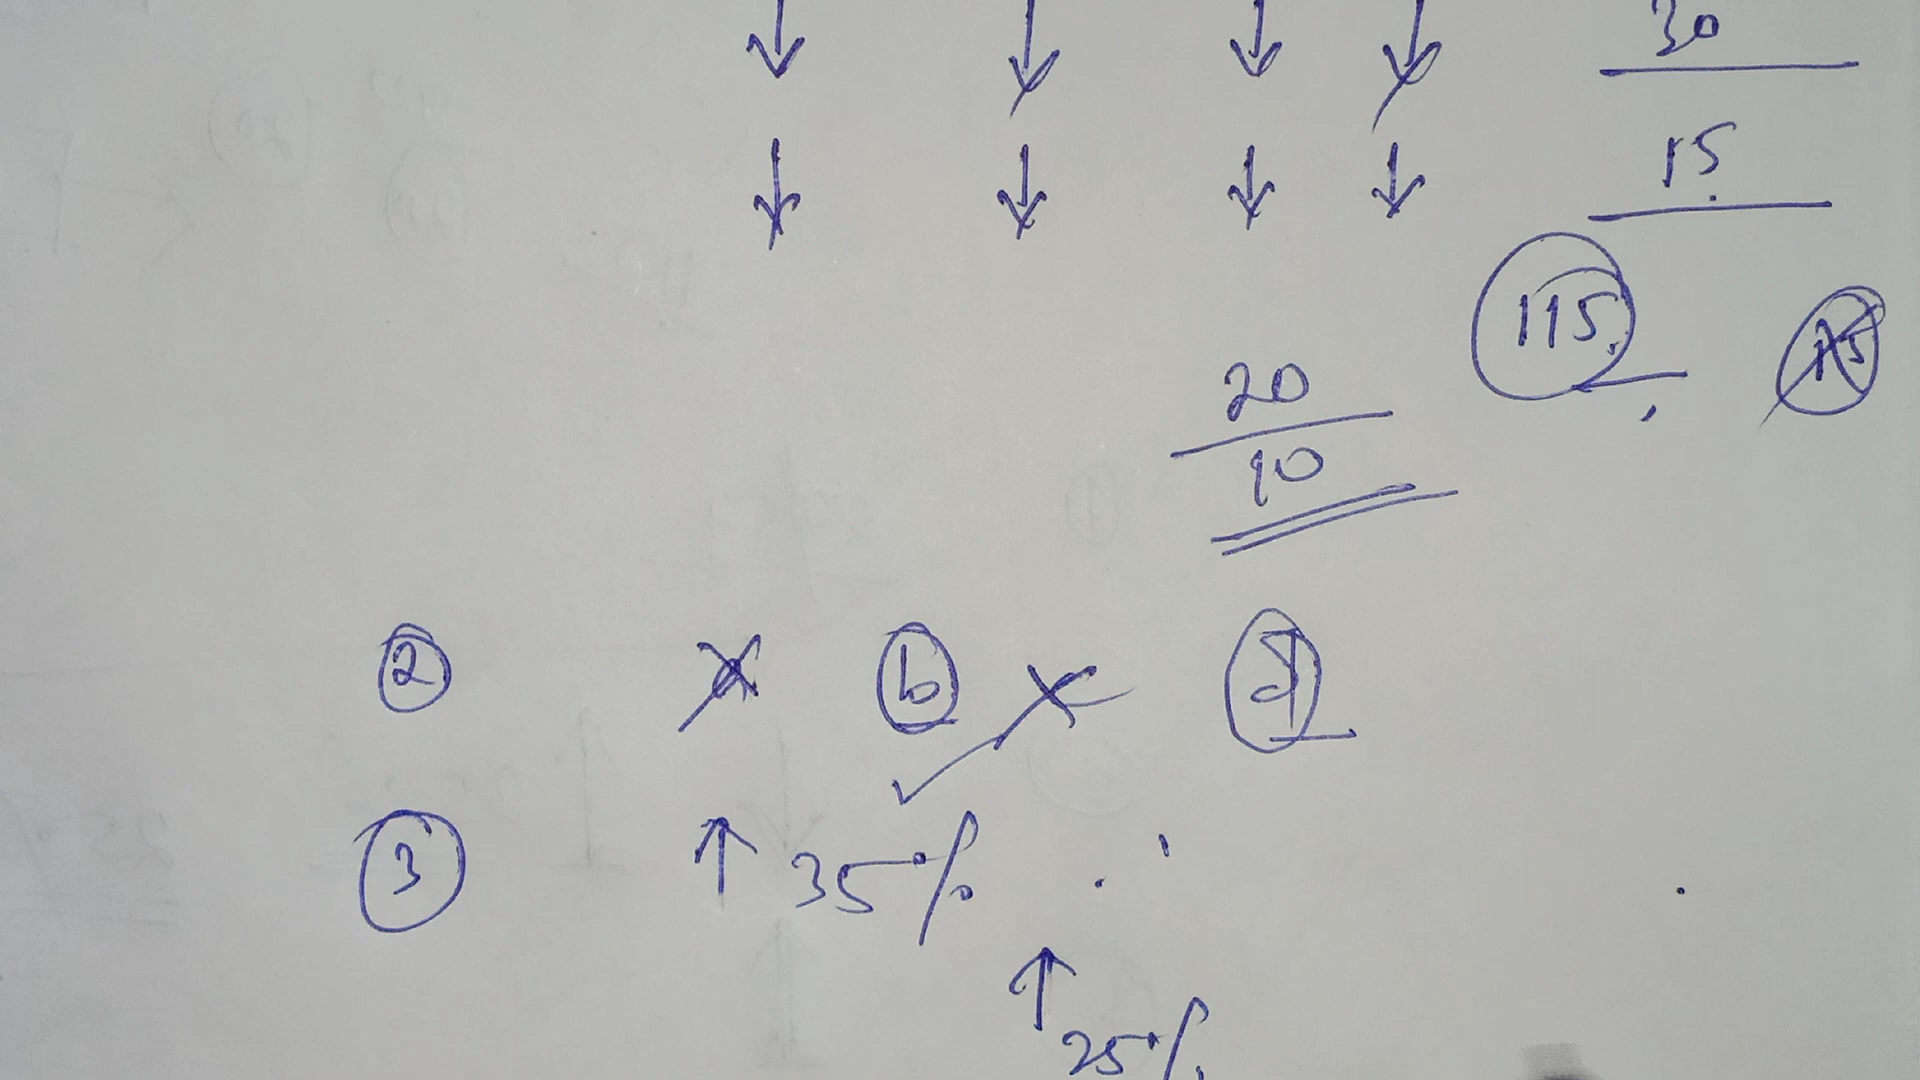 ↓ ↓ ↓ ↓ 30
↓ ↓ ↓ ↓ 15
115
20
10
2 b d
3 ↑ 35%
↑ 25%